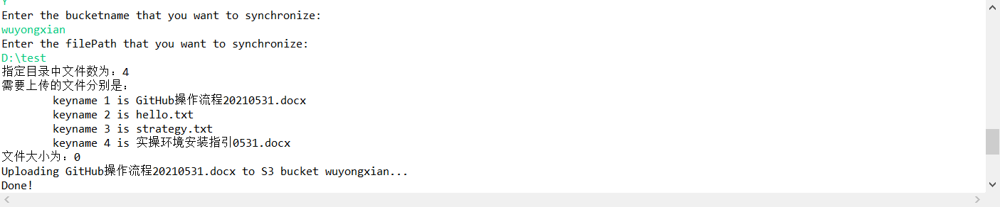 Y
Enter the bucketname that you want to synchronize:
wuyongxian
Enter the filePath that you want to synchronize:
D:\test
指定目录中文件数为：4
需要上传的文件分别是：
keyname 1 is GitHub操作流程20210531.docx
keyname 2 is hello.txt
keyname 3 is strategy.txt
keyname 4 is 实操环境安装指引0531.docx
文件大小为：0
Uploading GitHub操作流程20210531.docx to S3 bucket wuyongxian...
Done!